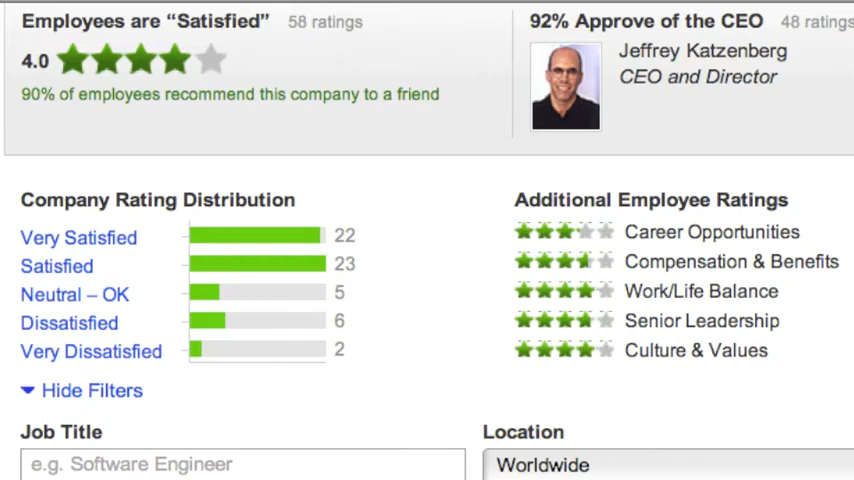 Employees are “Satisfied” 58 ratings
4.0
90% of employees recommend this company to a friend
92% Approve of the CEO 48 ratings
Jeffrey Katzenberg
CEO and Director
Company Rating Distribution
Very Satisfied 22
Satisfied 23
Neutral – OK 5
Dissatisfied 6
Very Dissatisfied 2
Hide Filters
Additional Employee Ratings
Career Opportunities
Compensation & Benefits
Work/Life Balance
Senior Leadership
Culture & Values
Job Title
e.g. Software Engineer
Location
Worldwide